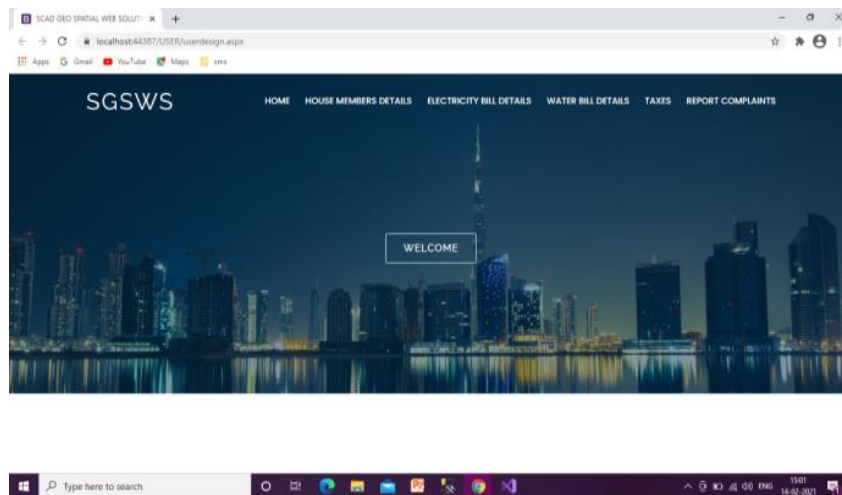 SCAD GEO SPATIAL WEB SOLUTI
localhost:44387/USER/userdesign.aspx
Apps Gmail YouTube Maps sms
SGSWS HOME HOUSE MEMBERS DETAILS ELECTRICITY BILL DETAILS WATER BILL DETAILS TAXES REPORT COMPLAINTS
WELCOME
Type here to search ENG 15:01
14-02-2021